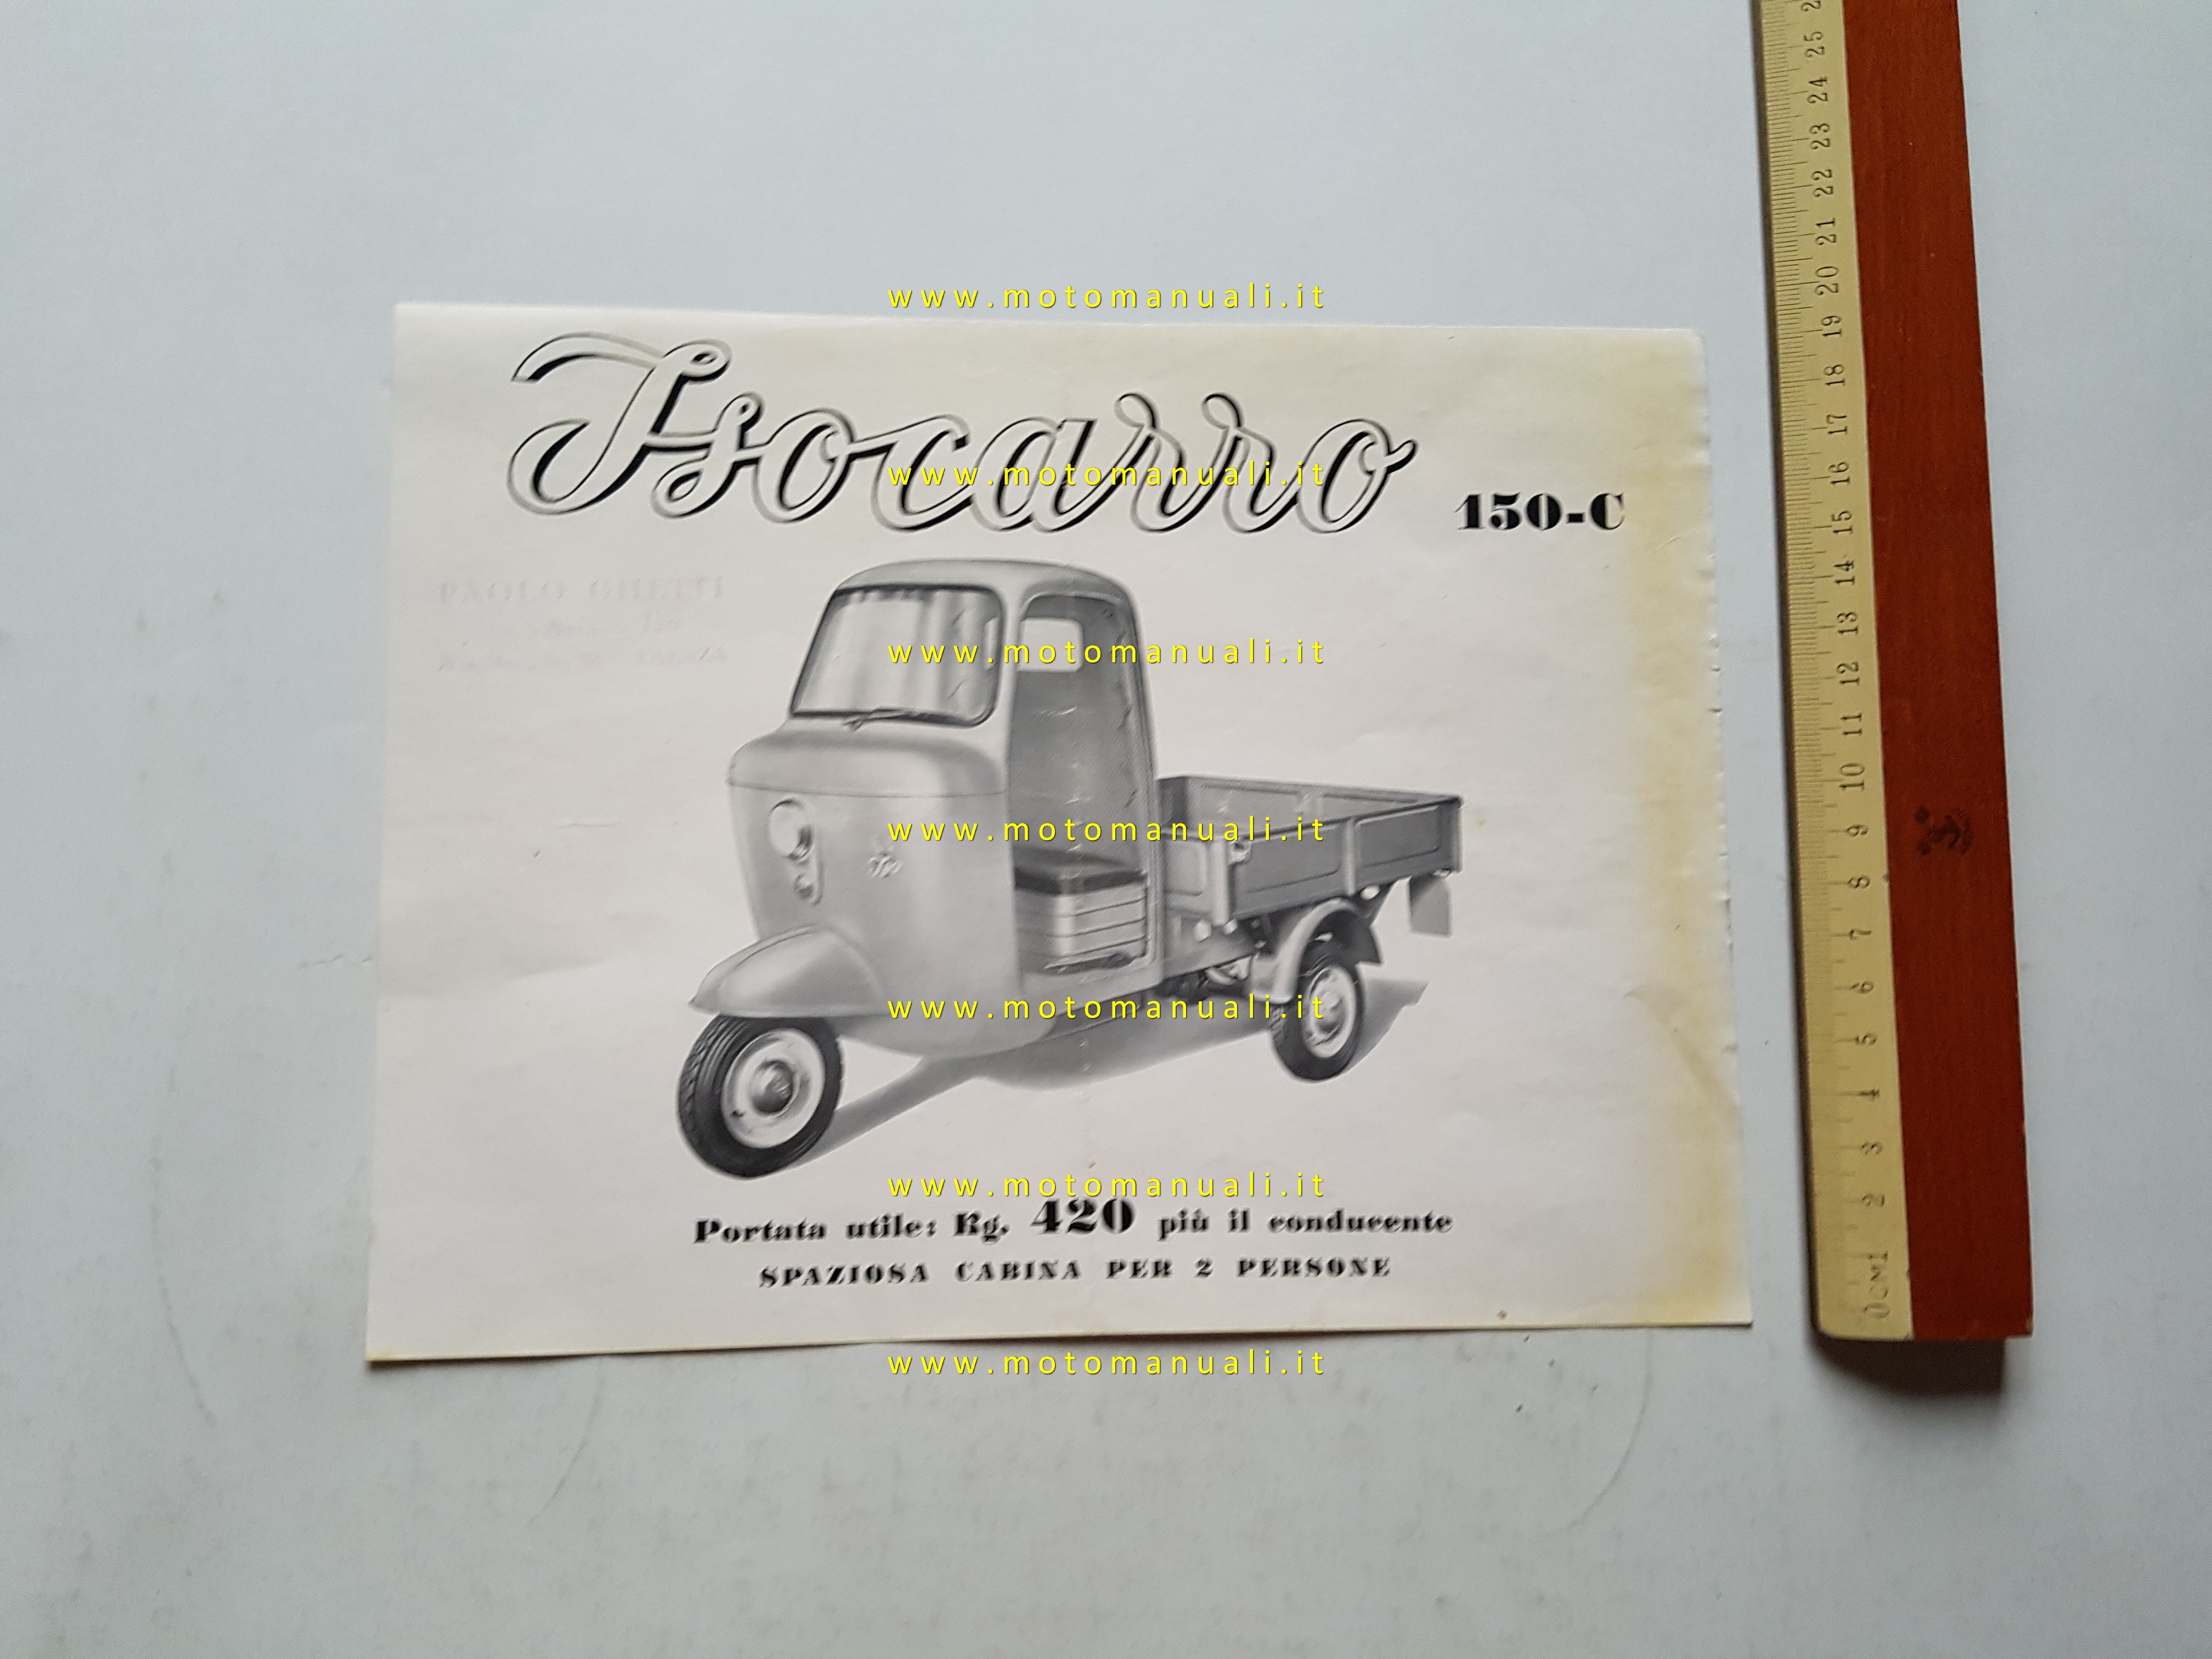 www.motomanuali.it
Isocarro
www.motomanuali.it
150-C
PAOLO GHETTI
www.motomanuali.it
www.motomanuali.it
www.motomanuali.it
www.motomanuali.it
Portata utile: Kg. 420 più il conducente
SPAZIOSA CABINA PER 2 PERSONE
www.motomanuali.it
0CM1 2 3 4 5 6 7 8 9 10 11 12 13 14 15 16 17 18 19 20 21 22 23 24 25